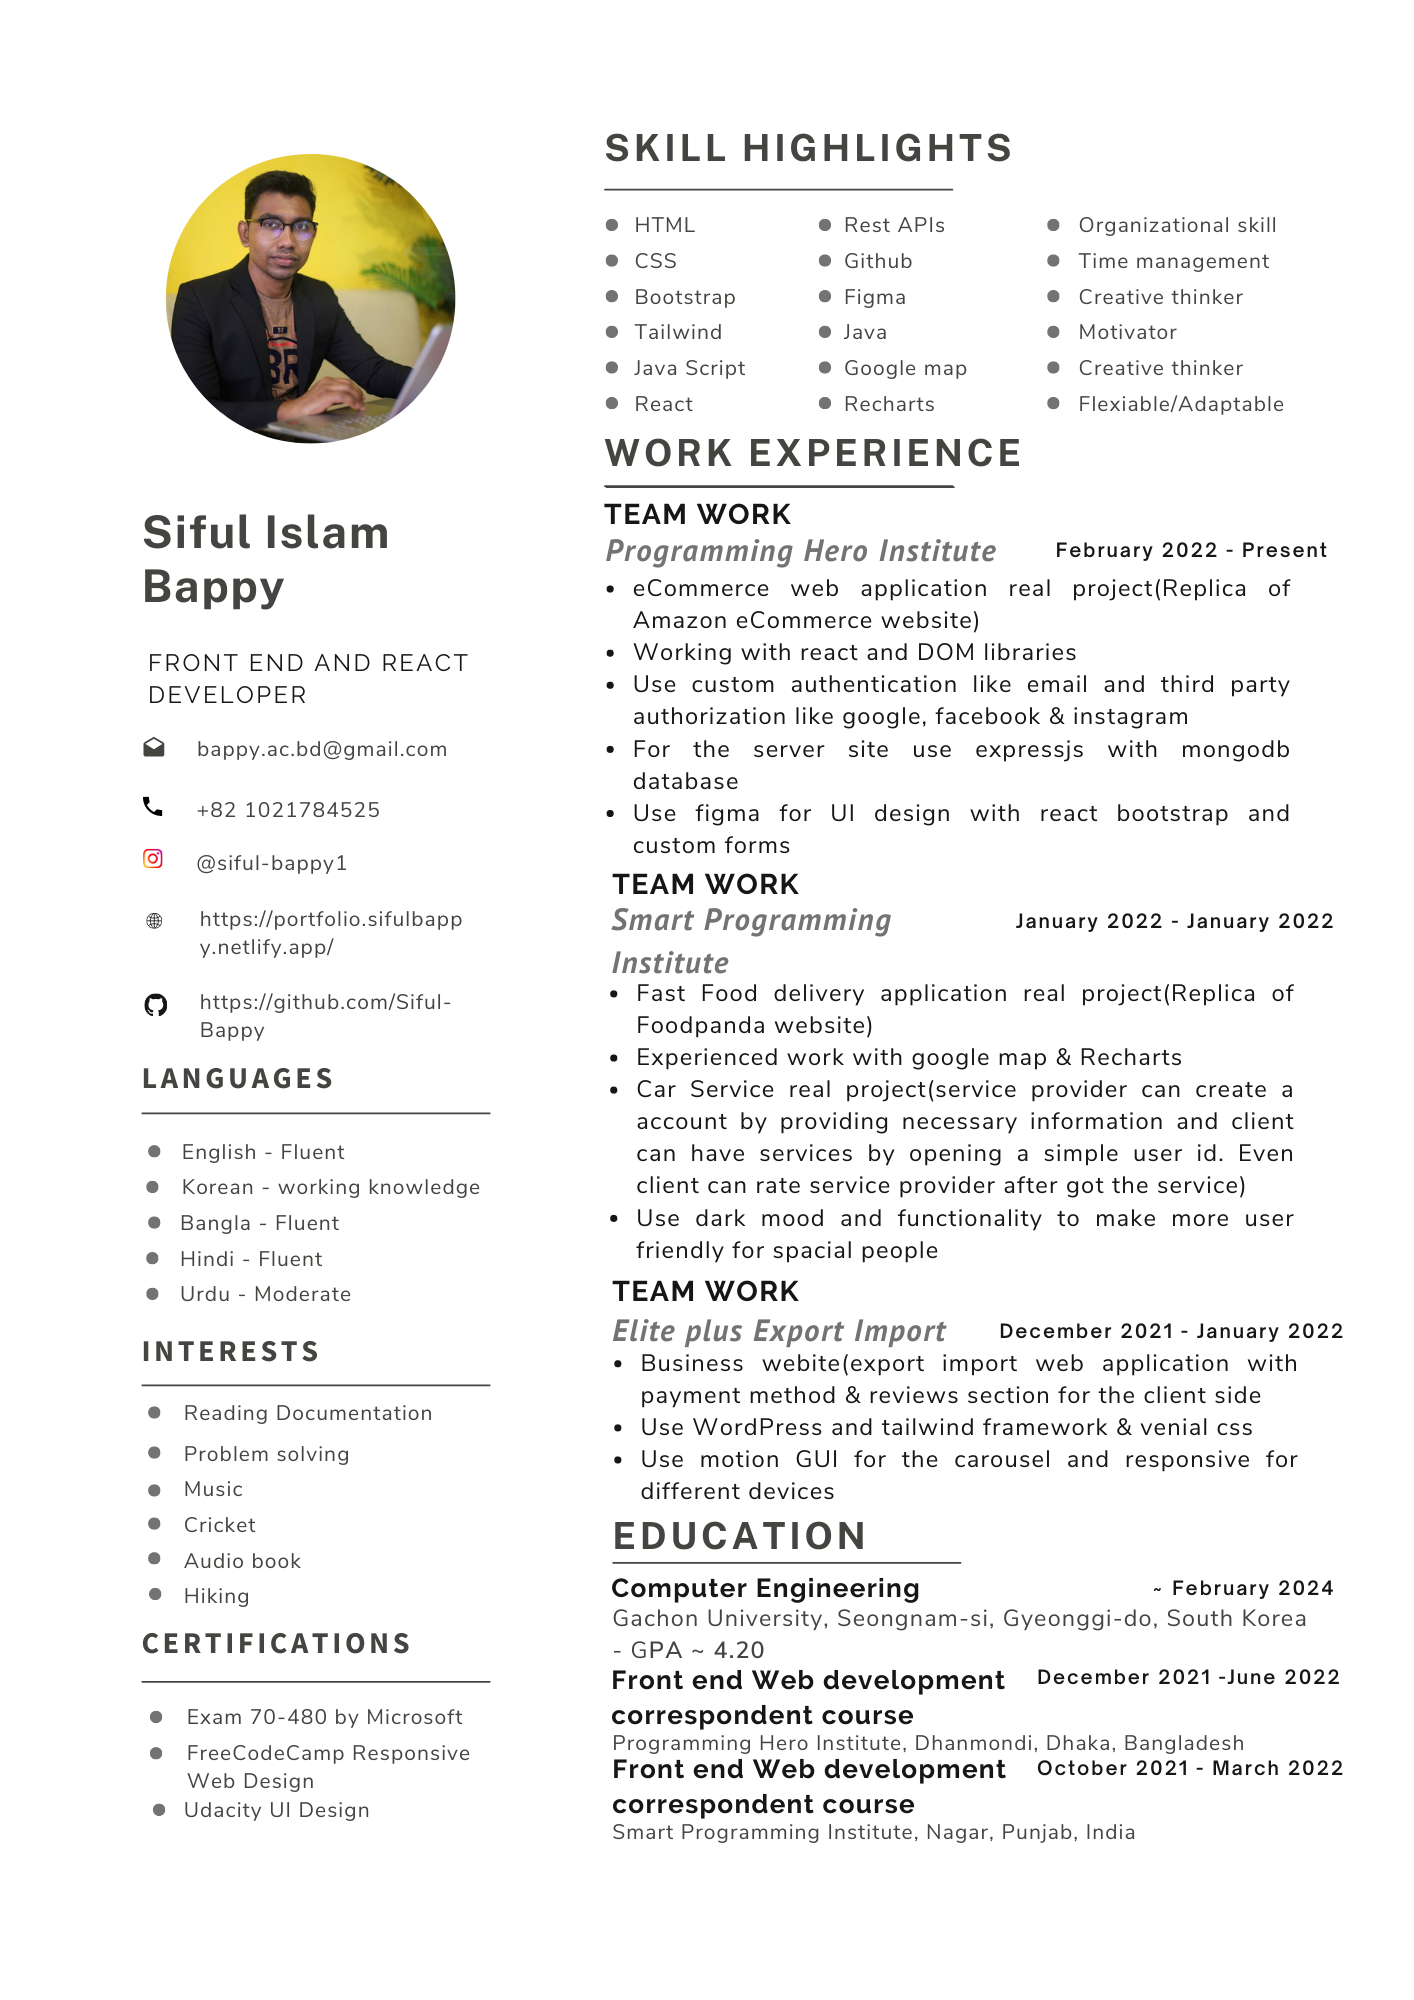 Siful Islam
Bappy
FRONT END AND REACT
DEVELOPER
bappy.ac.bd@gmail.com
+82 1021784525
@siful-bappy1
https://portfolio.sifulbapp
y.netlify.app/
https://github.com/Siful-
Bappy
LANGUAGES
English - Fluent
Korean - working knowledge
Bangla - Fluent
Hindi - Fluent
Urdu - Moderate
INTERESTS
Reading Documentation
Problem solving
Music
Cricket
Audio book
Hiking
CERTIFICATIONS
Exam 70-480 by Microsoft
FreeCodeCamp Responsive
Web Design
Udacity UI Design
SKILL HIGHLIGHTS
HTML
CSS
Bootstrap
Tailwind
Java Script
React
Rest APIs
Github
Figma
Java
Google map
Recharts
Organizational skill
Time management
Creative thinker
Motivator
Creative thinker
Flexiable/Adaptable
WORK EXPERIENCE
TEAM WORK
Programming Hero Institute February 2022 - Present
• eCommerce web application real project(Replica of
Amazon eCommerce website)
• Working with react and DOM libraries
• Use custom authentication like email and third party
authorization like google, facebook & instagram
• For the server site use expressjs with mongodb
database
• Use figma for UI design with react bootstrap and
custom forms
TEAM WORK
Smart Programming January 2022 - January 2022
Institute
• Fast Food delivery application real project(Replica of
Foodpanda website)
• Experienced work with google map & Recharts
• Car Service real project(service provider can create a
account by providing necessary information and client
can have services by opening a simple user id. Even
client can rate service provider after got the service)
• Use dark mood and functionality to make more user
friendly for spacial people
TEAM WORK
Elite plus Export Import December 2021 - January 2022
• Business webite(export import web application with
payment method & reviews section for the client side
• Use WordPress and tailwind framework & venial css
• Use motion GUI for the carousel and responsive for
different devices
EDUCATION
Computer Engineering ~ February 2024
Gachon University, Seongnam-si, Gyeonggi-do, South Korea
- GPA ~ 4.20
Front end Web development December 2021 -June 2022
correspondent course
Programming Hero Institute, Dhanmondi, Dhaka, Bangladesh
Front end Web development October 2021 - March 2022
correspondent course
Smart Programming Institute, Nagar, Punjab, India